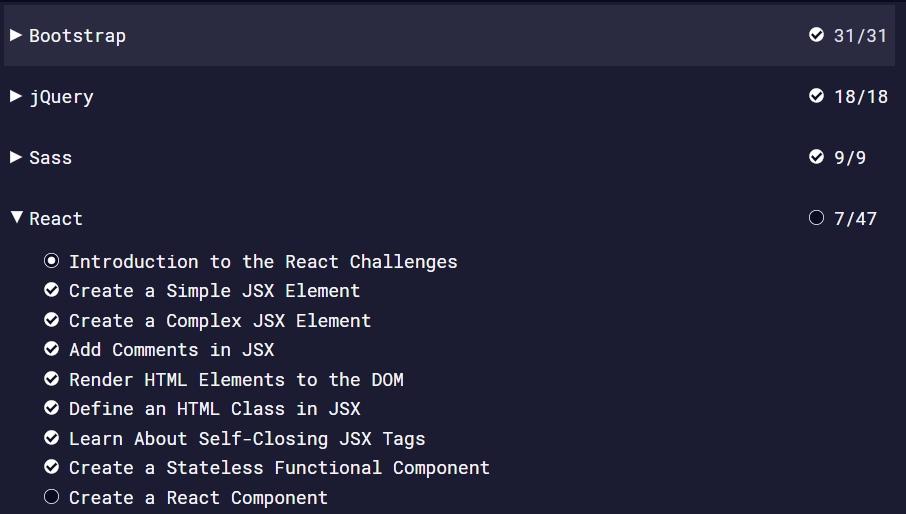 Bootstrap 31/31
jQuery 18/18
Sass 9/9
React 7/47
Introduction to the React Challenges
Create a Simple JSX Element
Create a Complex JSX Element
Add Comments in JSX
Render HTML Elements to the DOM
Define an HTML Class in JSX
Learn About Self-Closing JSX Tags
Create a Stateless Functional Component
Create a React Component